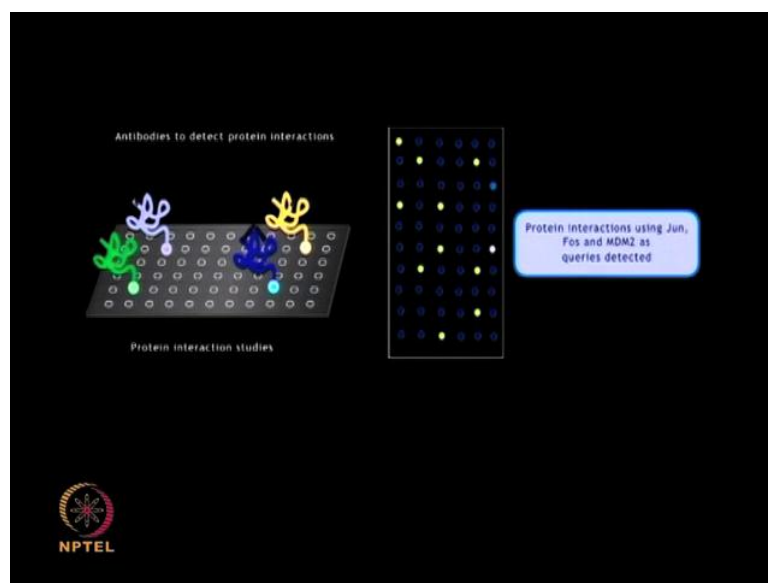 Antibodies to detect protein interactions
Protein interactions using Jun,
Fos and MDM2 as
queries detected
Protein interaction studies
NPTEL